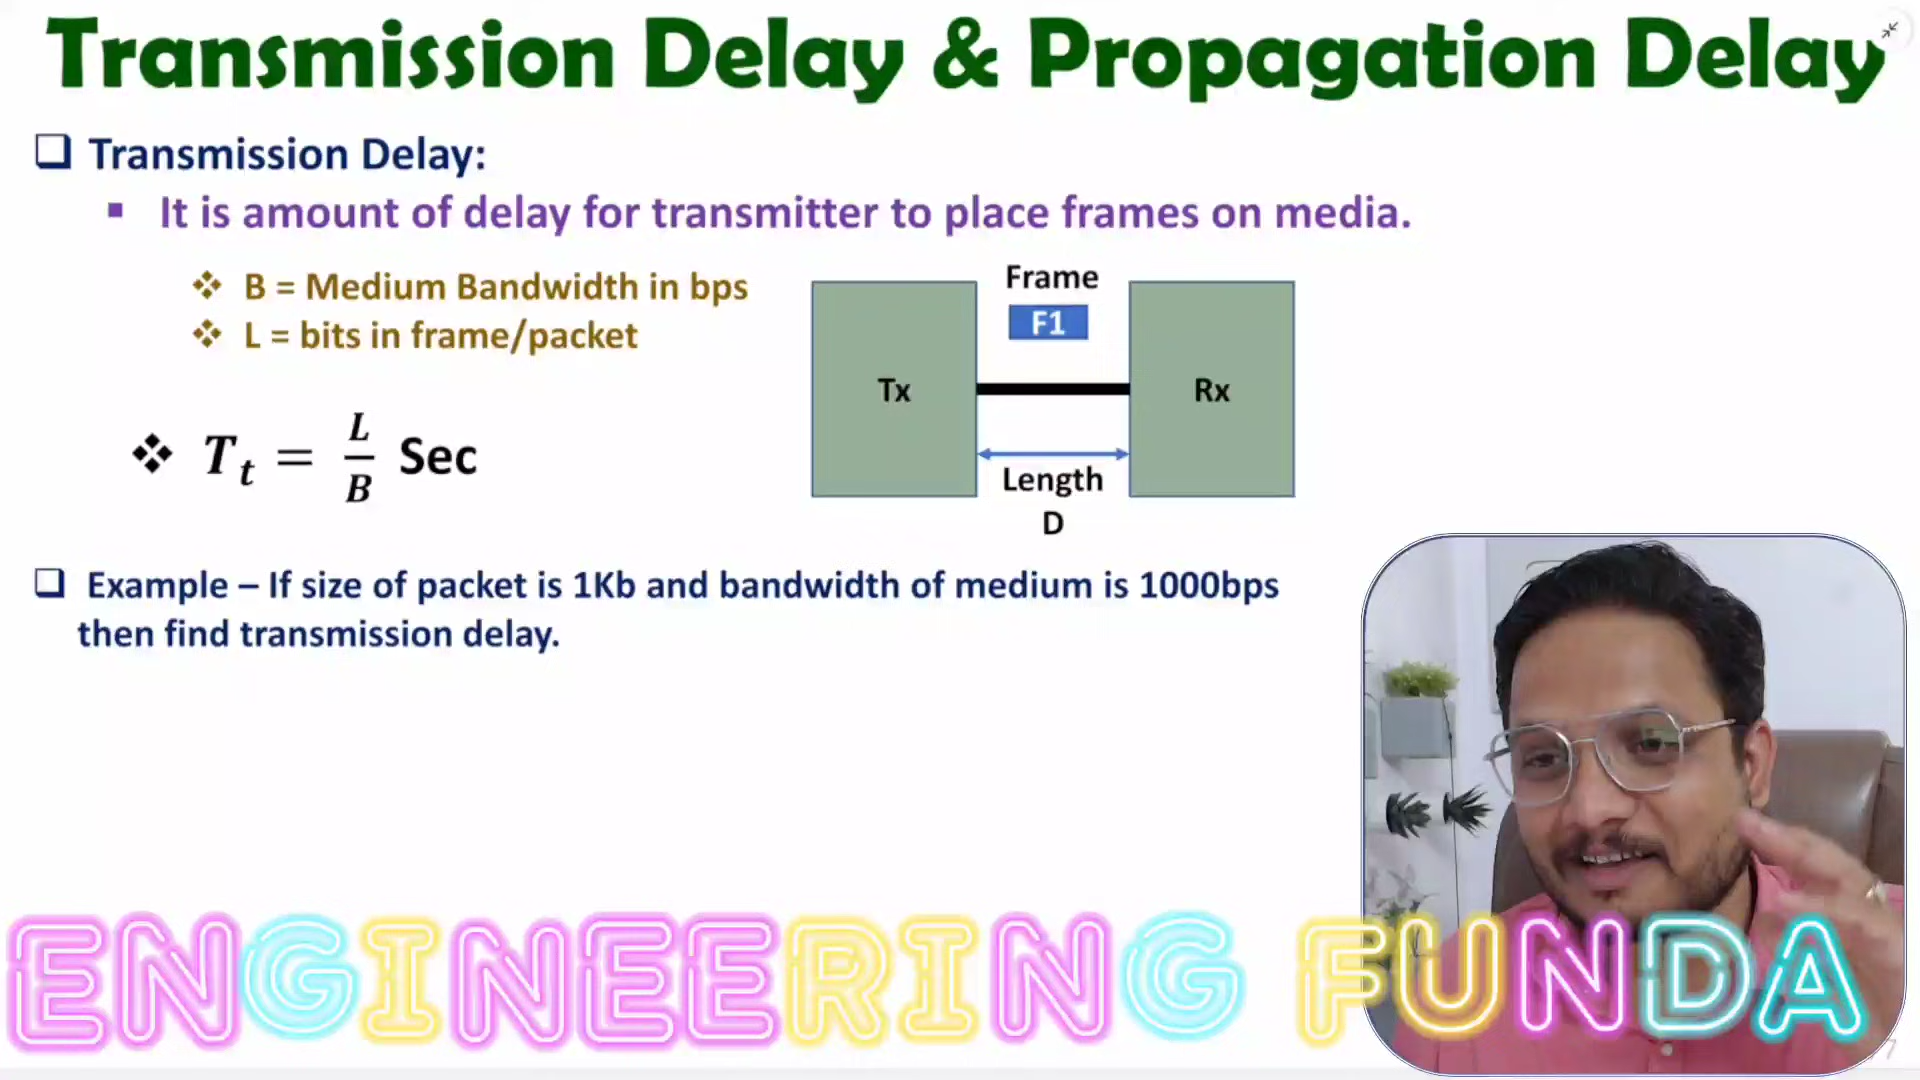 Transmission Delay & Propagation Delay
Transmission Delay:
It is amount of delay for transmitter to place frames on media.
B = Medium Bandwidth in bps
L = bits in frame/packet
T_t = L/B Sec
Frame
F1
Tx
Rx
Length
D
Example – If size of packet is 1Kb and bandwidth of medium is 1000bps
then find transmission delay.
ENGINEERING FUNDA